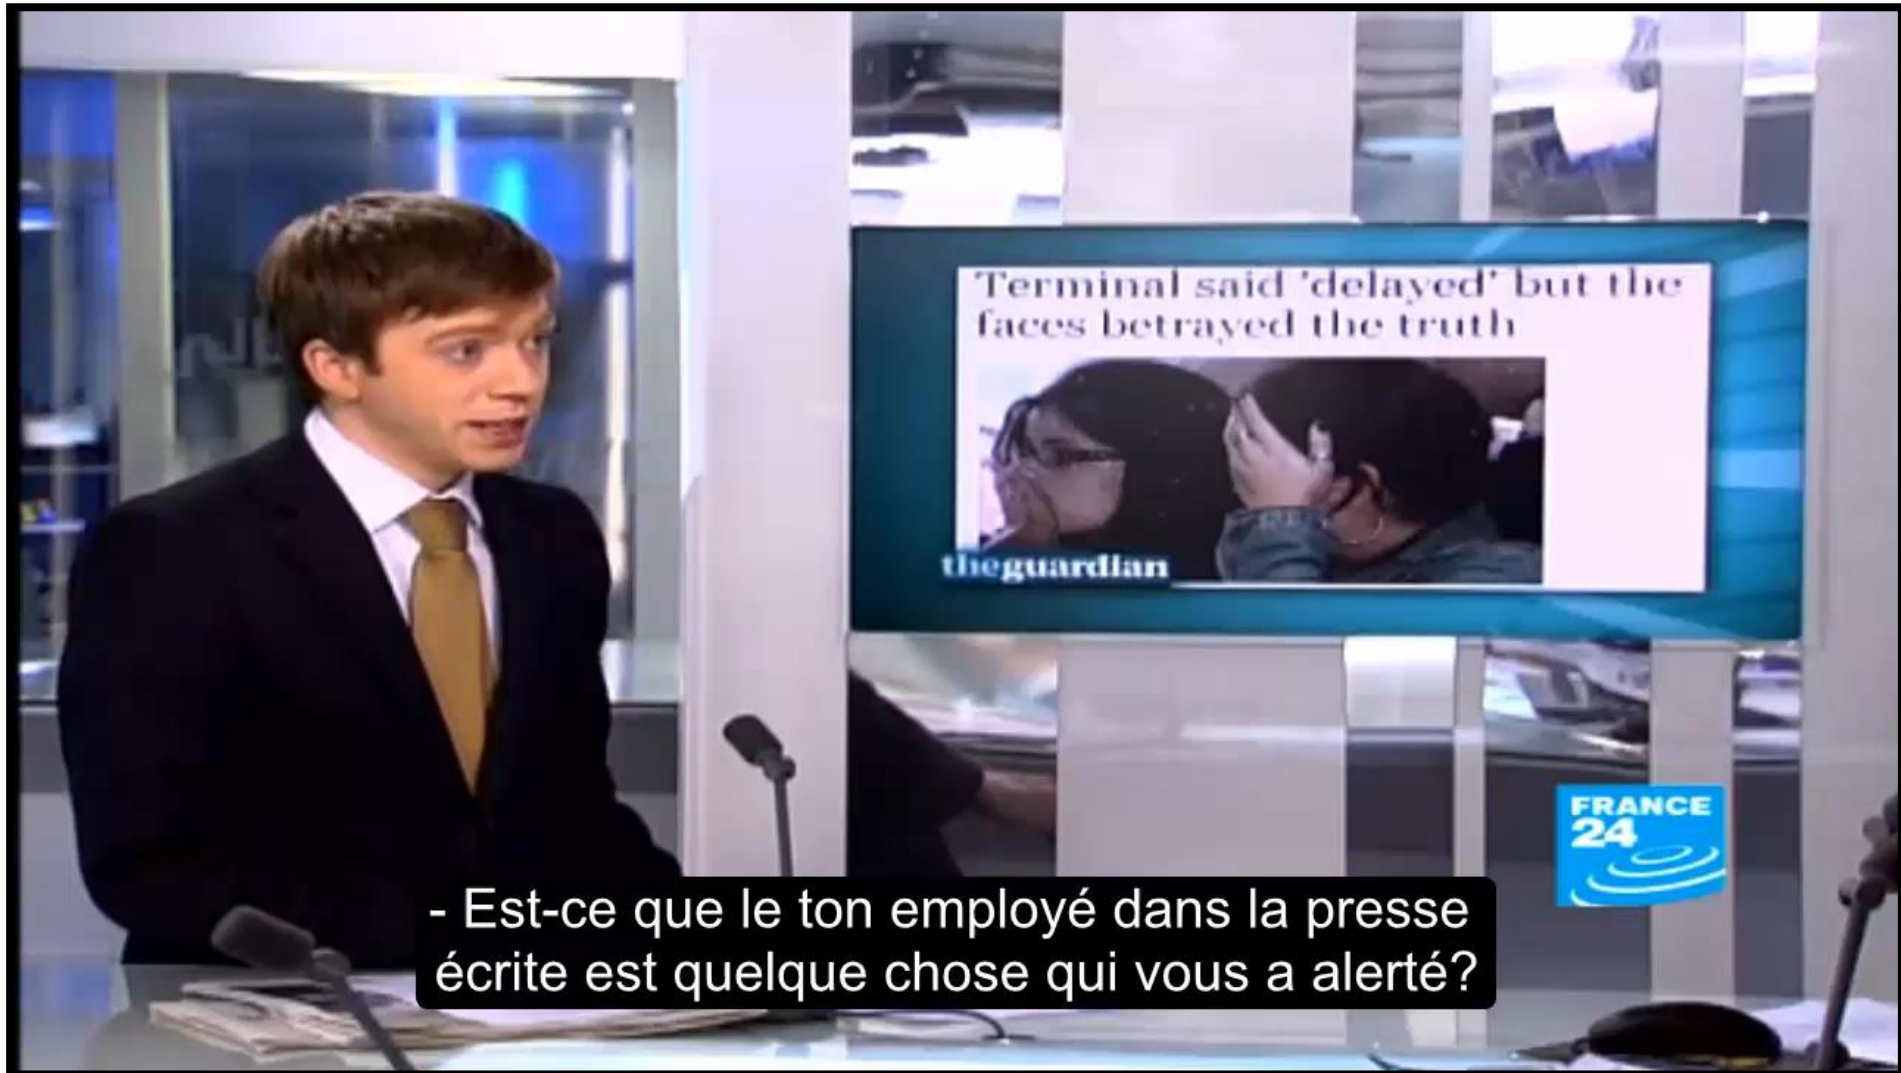 Terminal said 'delayed' but the
faces betrayed the truth
theguardian
FRANCE
24
- Est-ce que le ton employé dans la presse
écrite est quelque chose qui vous a alerté?